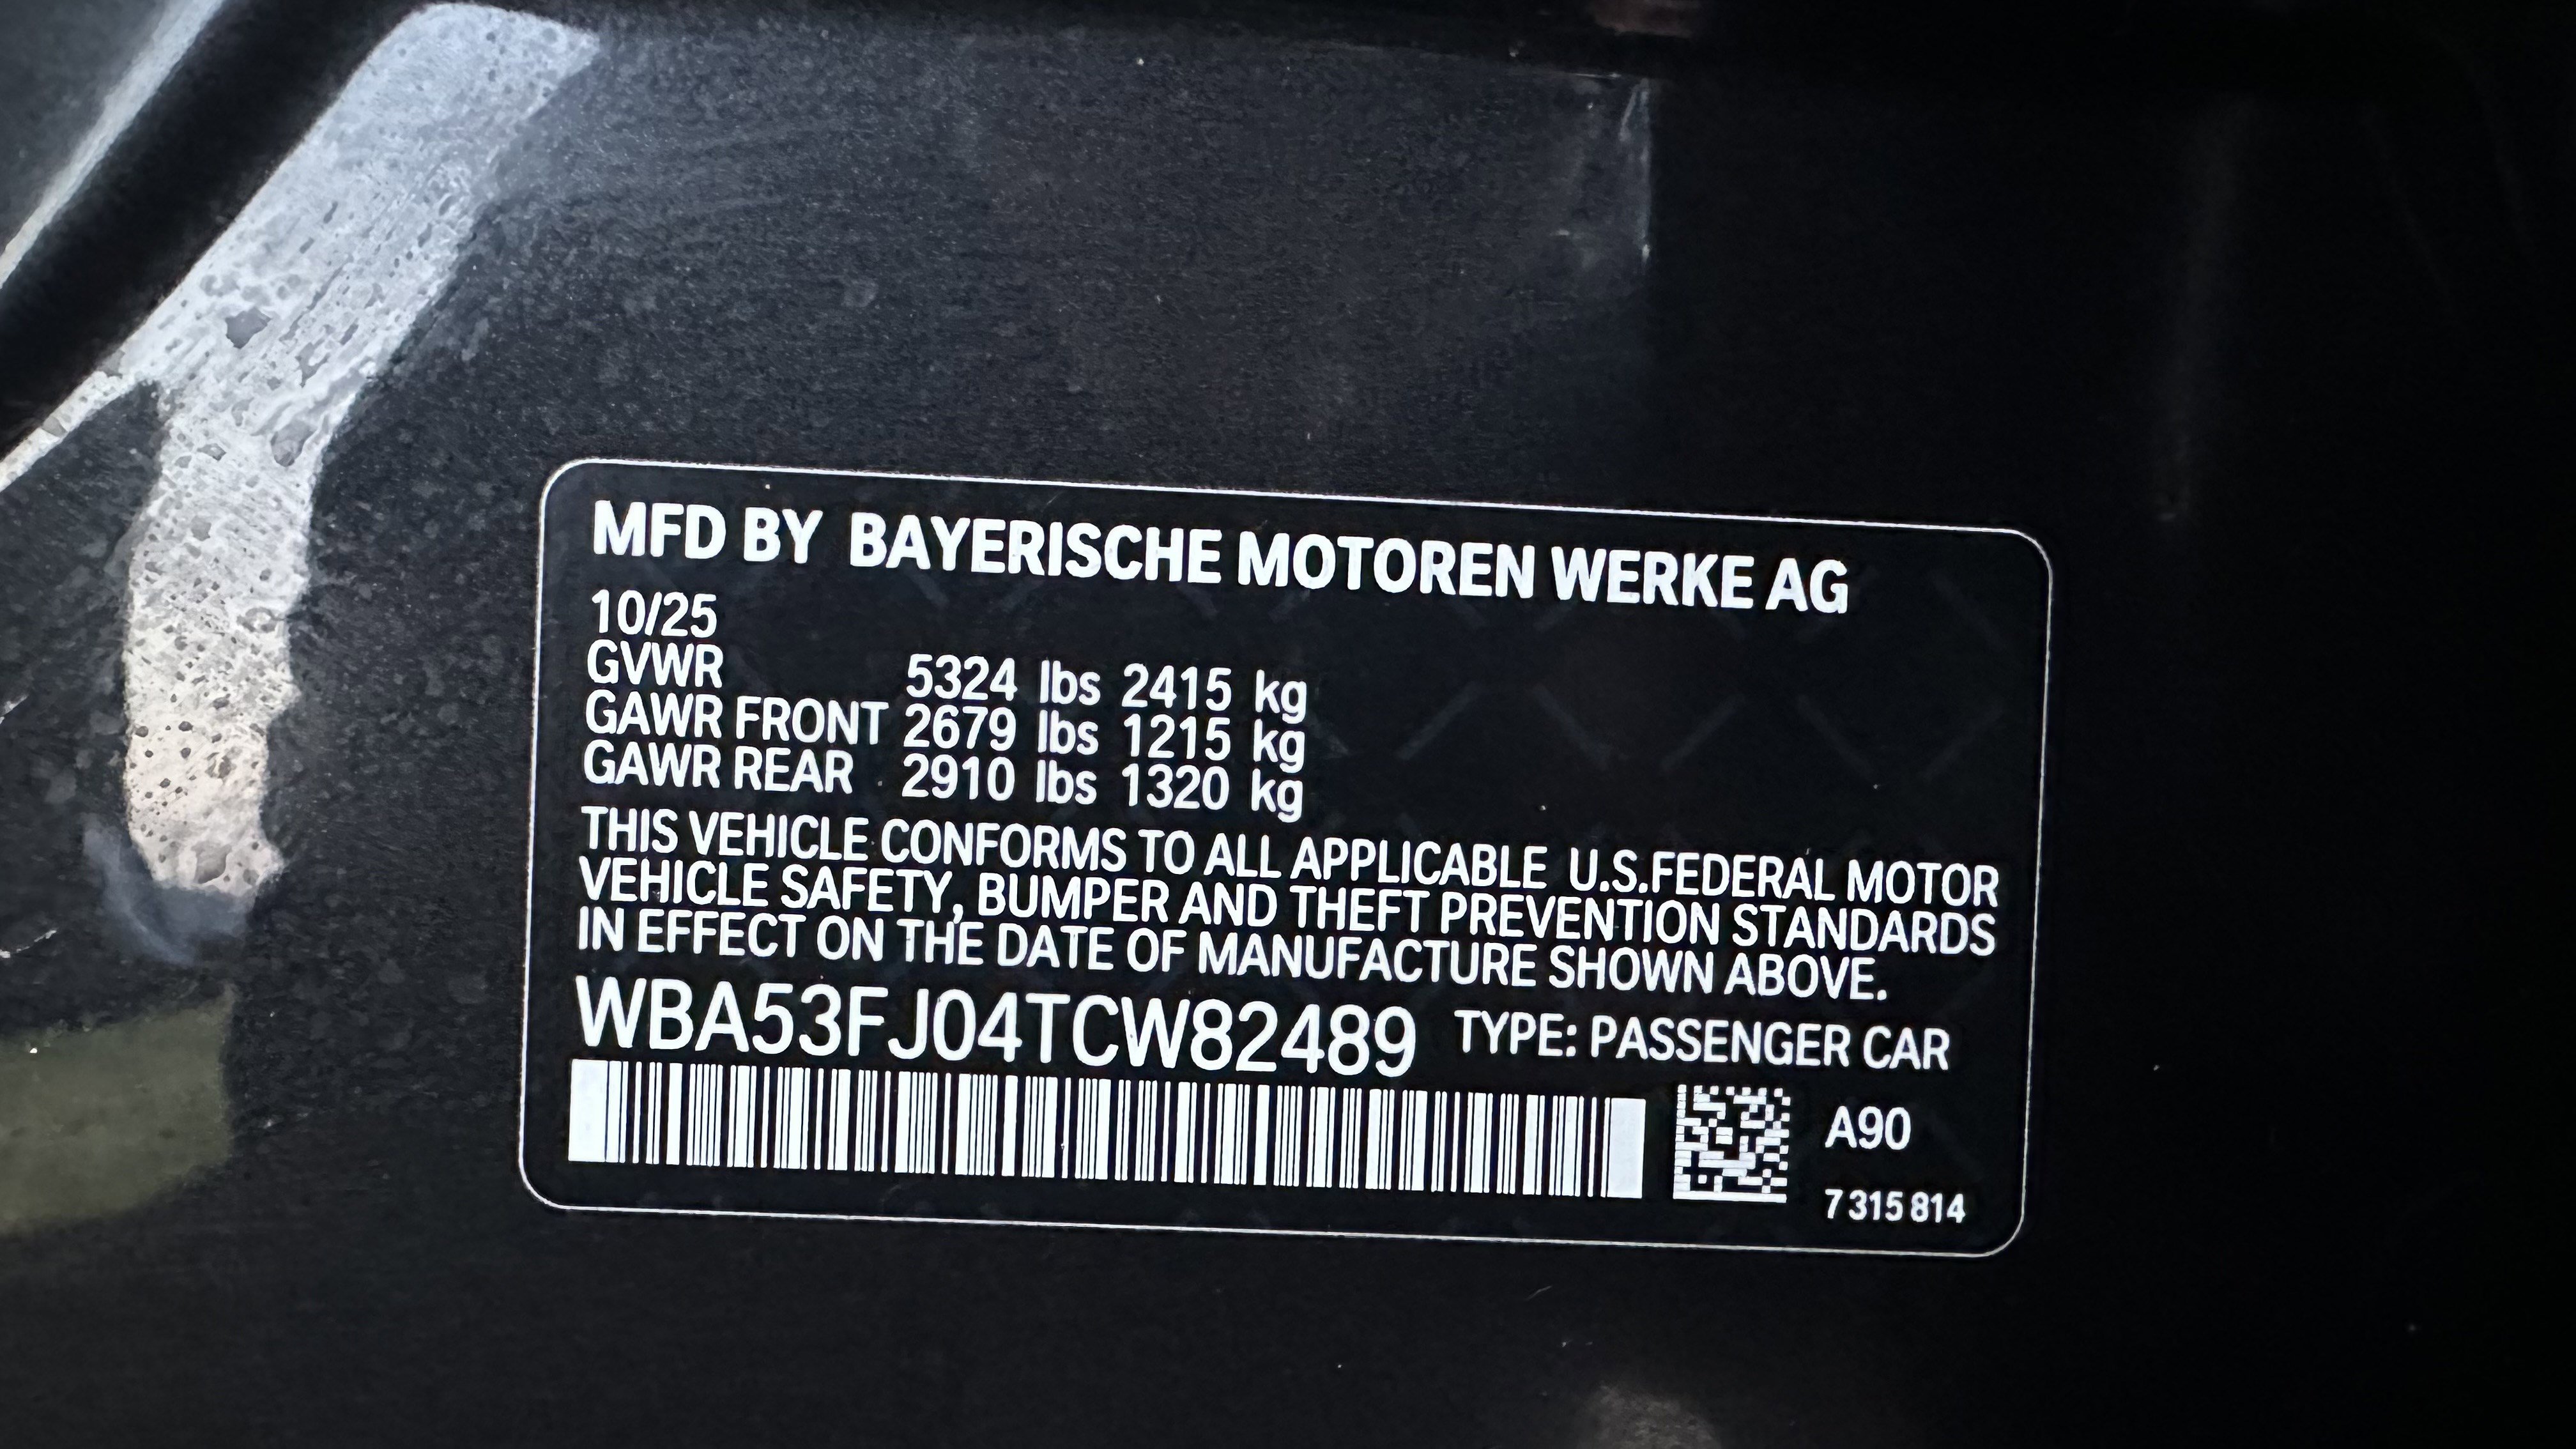 MFD BY BAYERISCHE MOTOREN WERKE AG
10/25
GVWR 5324 lbs 2415 kg
GAWR FRONT 2679 lbs 1215 kg
GAWR REAR 2910 lbs 1320 kg
THIS VEHICLE CONFORMS TO ALL APPLICABLE U.S.FEDERAL MOTOR
VEHICLE SAFETY, BUMPER AND THEFT PREVENTION STANDARDS
IN EFFECT ON THE DATE OF MANUFACTURE SHOWN ABOVE.
WBA53FJ04TCW82489 TYPE: PASSENGER CAR
A90
7 315 814